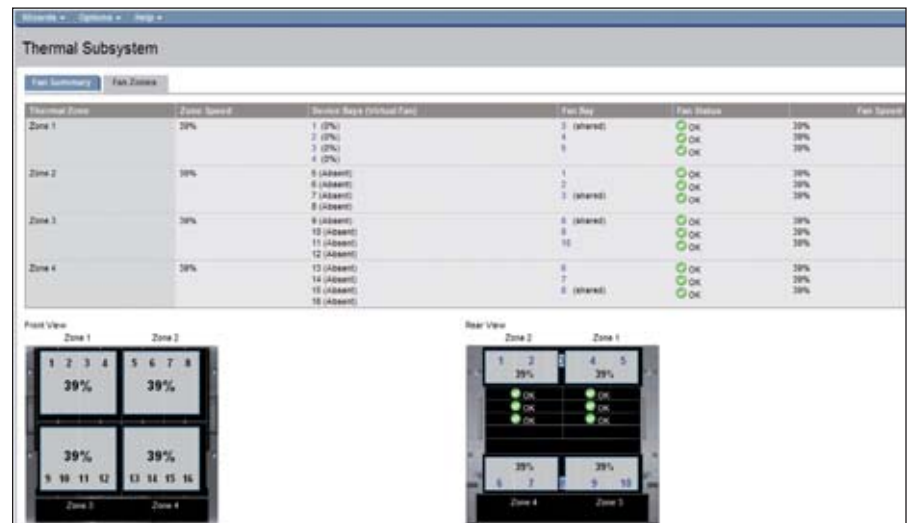 Wizards Options Help
Thermal Subsystem
Fan Summary Fan Zones
Thermal Zone Zone Speed Device Bays (Virtual Fan) Fan Bay Fan Status Fan Speed
Zone 1 39% 1 (0%) 3 (shared) OK 39%
2 (0%) 4 OK 39%
3 (0%) 5 OK 39%
4 (0%)
Zone 2 39% 5 (Absent) 1 OK 39%
6 (Absent) 2 OK 39%
7 (Absent) 3 (shared) OK 39%
8 (Absent)
Zone 3 39% 9 (Absent) 8 (shared) OK 39%
10 (Absent) 9 OK 39%
11 (Absent) 10 OK 39%
12 (Absent)
Zone 4 39% 13 (Absent) 6 OK 39%
14 (Absent) 7 OK 39%
15 (Absent) 8 (shared) OK 39%
16 (Absent)
Front View
Zone 1 Zone 2
1 2 3 4 5 6 7 8
39% 39%
39% 39%
9 10 11 12 13 14 15 16
Zone 3 Zone 4
Rear View
Zone 2 Zone 1
1 2 3 4 5
39% 39%
OK OK
OK OK
OK OK
39% 39%
6 7 8 9 10
Zone 4 Zone 3